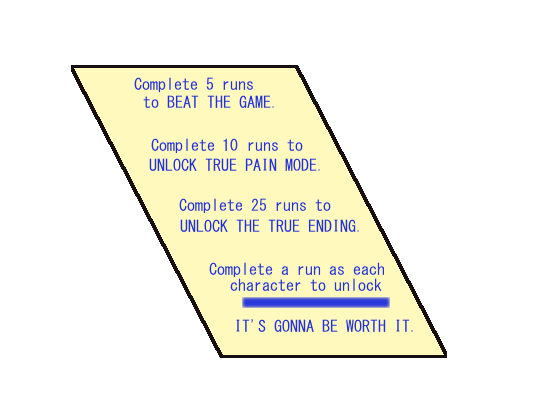 Complete 5 runs
to BEAT THE GAME.
Complete 10 runs to
UNLOCK TRUE PAIN MODE.
Complete 25 runs to
UNLOCK THE TRUE ENDING.
Complete a run as each
character to unlock
IT'S GONNA BE WORTH IT.